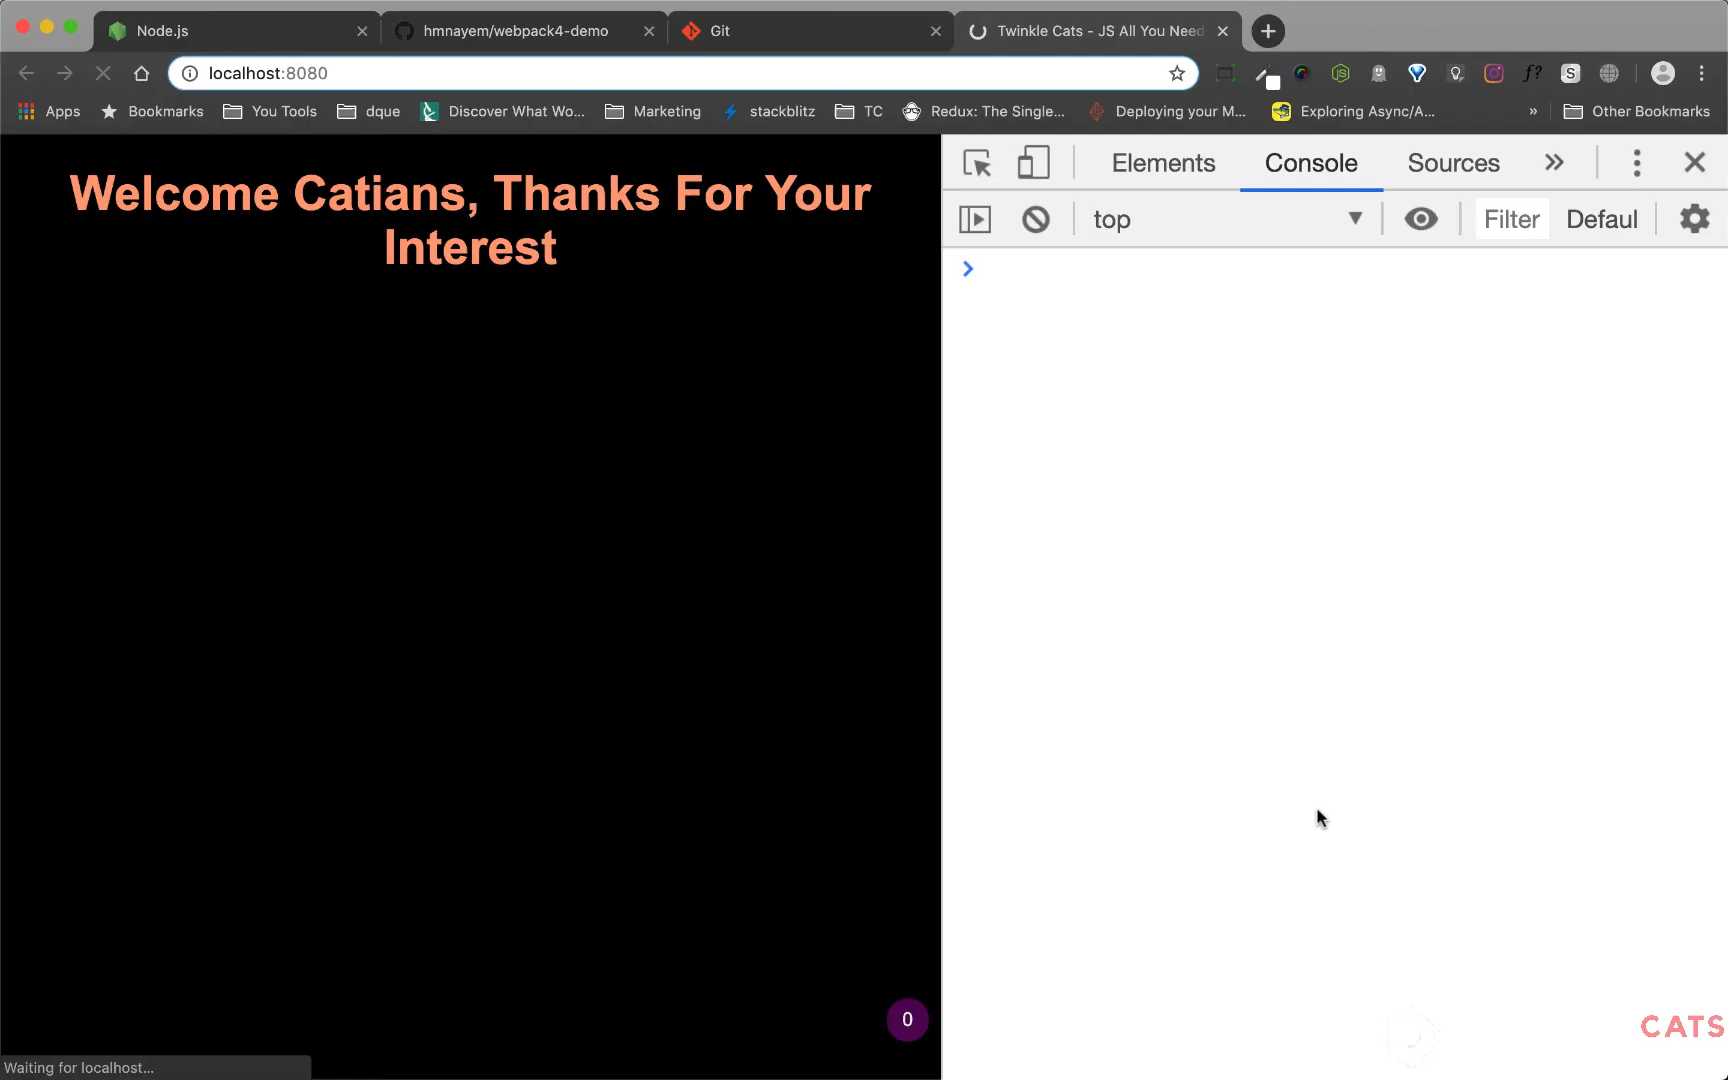 Node.js
hmnayem/webpack4-demo
Git
Twinkle Cats - JS All You Need
localhost:8080
f?
S
Apps
Bookmarks
You Tools
dque
Discover What Wo...
Marketing
stackblitz
TC
Redux: The Single...
Deploying your M...
Exploring Async/A...
»
Other Bookmarks
Welcome Catians, Thanks For Your
Interest
Elements
Console
Sources
top
Filter
Defaul
0
CATS
Waiting for localhost...